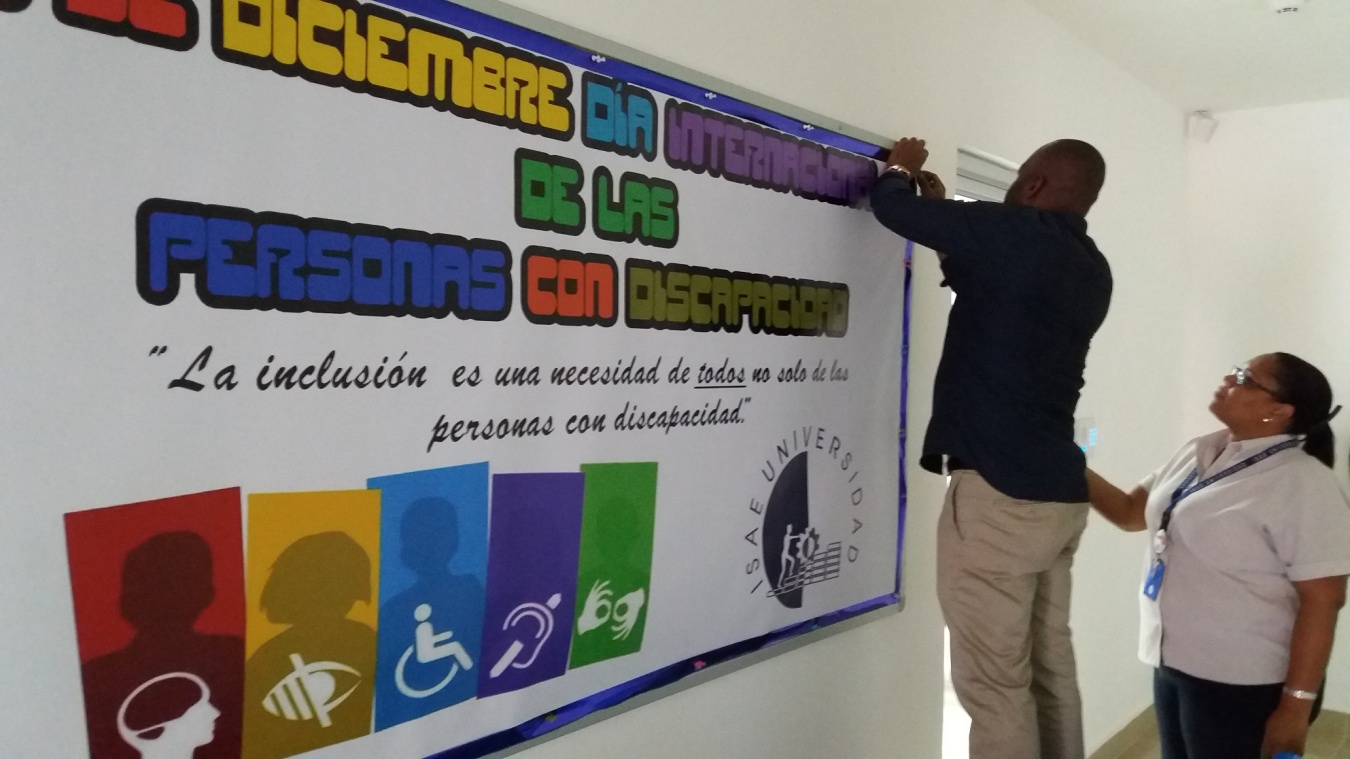 DE DICIEMBRE DÍA INTERNACIONAL
DE LAS
PERSONAS CON DISCAPACIDAD
"La inclusión es una necesidad de todos no solo de las
personas con discapacidad."
ISAE UNIVERSIDAD